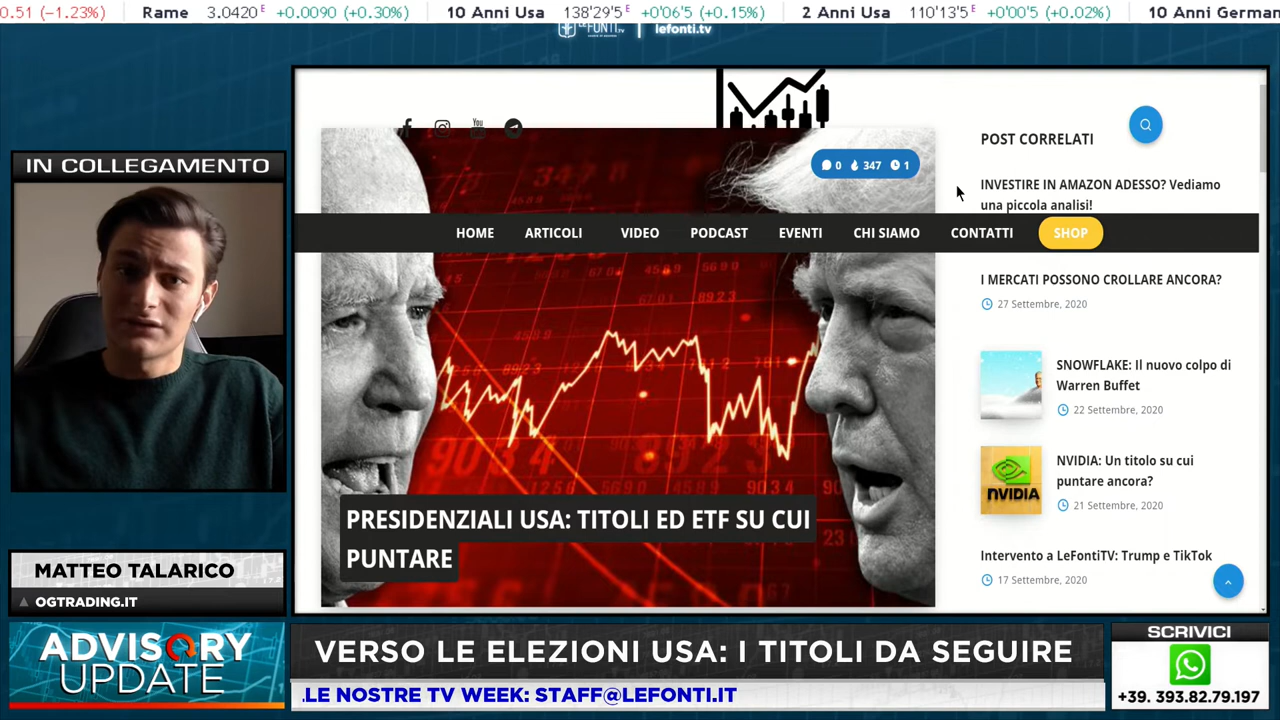 0.51 (−1.23%) Rame 3.0420 E +0.0090 (+0.30%) 10 Anni Usa 138'29'5 E +0'06'5 (+0.15%) 2 Anni Usa 110'13'5 E +0'00'5 (+0.02%) 10 Anni German
LEFONTI.TV lefonti.tv
IN COLLEGAMENTO
You
0 347 1
POST CORRELATI
INVESTIRE IN AMAZON ADESSO? Vediamo
una piccola analisi!
HOME ARTICOLI VIDEO PODCAST EVENTI CHI SIAMO CONTATTI SHOP
I MERCATI POSSONO CROLLARE ANCORA?
27 Settembre, 2020
SNOWFLAKE: Il nuovo colpo di
Warren Buffet
22 Settembre, 2020
NVIDIA: Un titolo su cui
puntare ancora?
NVIDIA
21 Settembre, 2020
Intervento a LeFontiTV: Trump e TikTok
17 Settembre, 2020
PRESIDENZIALI USA: TITOLI ED ETF SU CUI
PUNTARE
MATTEO TALARICO
OGTRADING.IT
ADVISORY
UPDATE
VERSO LE ELEZIONI USA: I TITOLI DA SEGUIRE
.LE NOSTRE TV WEEK: STAFF@LEFONTI.IT
SCRIVICI
+39. 393.82.79.197